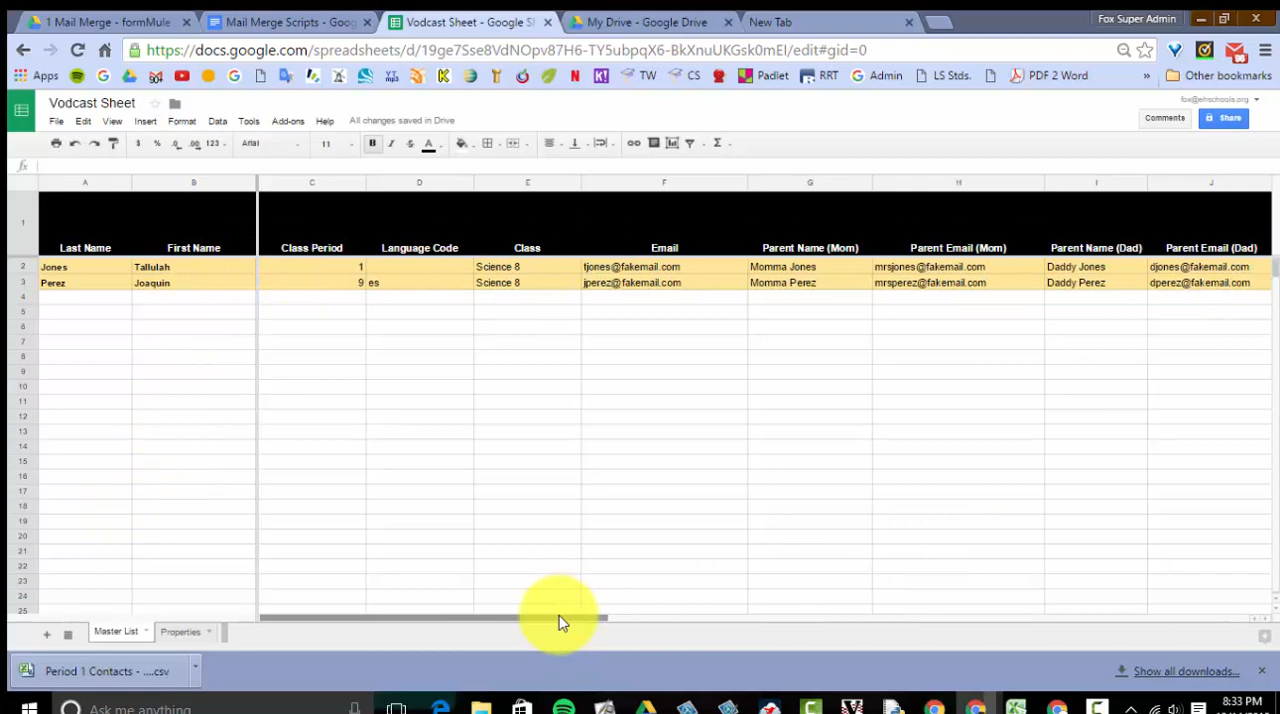 1 Mail Merge - formMule
Mail Merge Scripts - Goog
Vodcast Sheet - Google S
My Drive - Google Drive
New Tab
Fox Super Admin
https://docs.google.com/spreadsheets/d/19ge7Sse8VdNOpv87H6-TY5ubpqX6-BkXnuUKGsk0mEI/edit#gid=0
Apps
TW
CS
Padlet
RRT
Admin
LS Stds.
PDF 2 Word
»
Other bookmarks
Vodcast Sheet
fox@ehschools.org
File Edit View Insert Format Data Tools Add-ons Help All changes saved in Drive
Comments
Share
$ % .0 .00 123 Arial 11 B I S A Σ
fx
A B C D E F G H I J
1 Last Name First Name Class Period Language Code Class Email Parent Name (Mom) Parent Email (Mom) Parent Name (Dad) Parent Email (Dad)
2 Jones Tallulah 1 Science 8 tjones@fakemail.com Momma Jones mrsjones@fakemail.com Daddy Jones djones@fakemail.com
3 Perez Joaquin 9 es Science 8 jperez@fakemail.com Momma Perez mrsperez@fakemail.com Daddy Perez dperez@fakemail.com
4
5
6
7
8
9
10
11
12
13
14
15
16
17
18
19
20
21
22
23
24
25
+ Master List Properties
Period 1 Contacts - ....csv
Show all downloads...
Ask me anything
8:33 PM